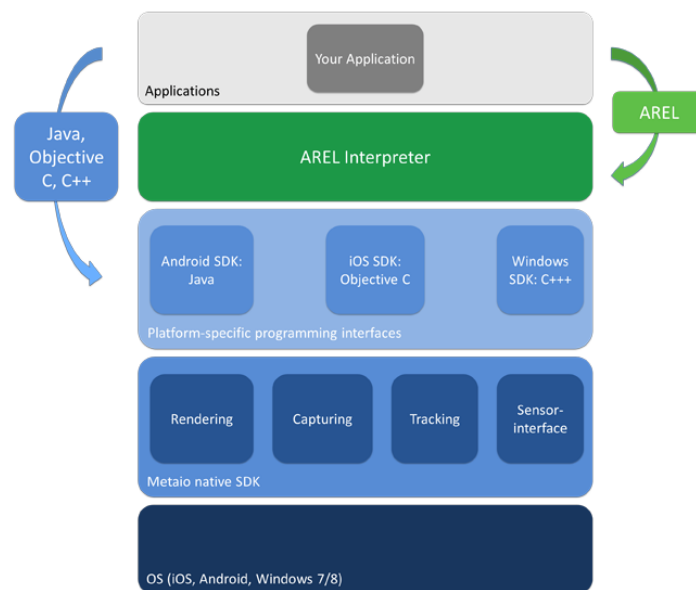 Your Application
Applications
Java,
Objective
C, C++
AREL
AREL Interpreter
Android SDK:
Java
iOS SDK:
Objective C
Windows
SDK: C+++
Platform-specific programming interfaces
Rendering
Capturing
Tracking
Sensor-
interface
Metaio native SDK
OS (iOS, Android, Windows 7/8)